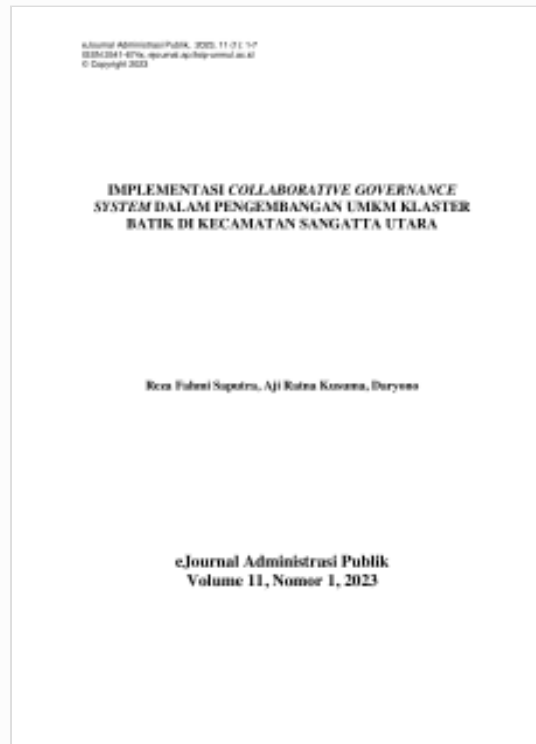 eJournal Administrasi Publik, 2023, 11 (1): 1-7
© Copyright 2023
IMPLEMENTASI COLLABORATIVE GOVERNANCE
SYSTEM DALAM PENGEMBANGAN UMKM KLASTER
BATIK DI KECAMATAN SANGATTA UTARA
Reza Fahmi Saputra, Aji Ratna Kusuma, Daryono
eJournal Administrasi Publik
Volume 11, Nomor 1, 2023